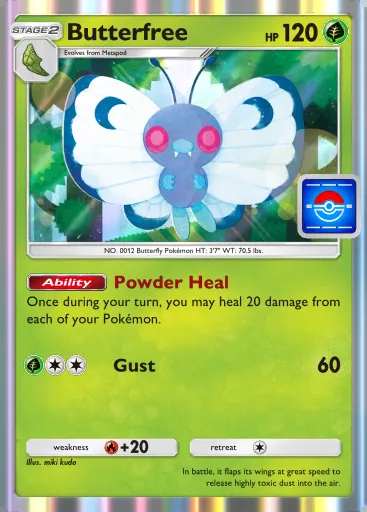 STAGE 2 Butterfree HP 120
Evolves from Metapod
NO. 0012 Butterfly Pokémon HT: 3'7" WT: 70.5 lbs.
Ability Powder Heal
Once during your turn, you may heal 20 damage from
each of your Pokémon.
Gust 60
weakness +20 retreat
Illus. miki kudo
In battle, it flaps its wings at great speed to
release highly toxic dust into the air.